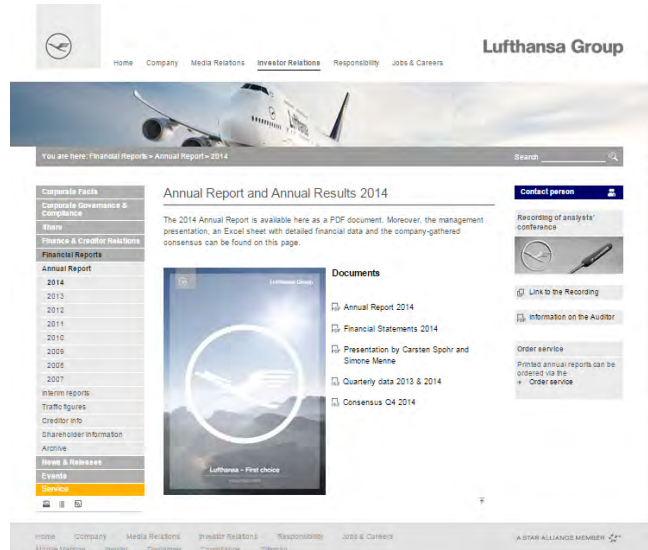 Lufthansa Group
Home Company Media Relations Investor Relations Responsibility Jobs & Careers
Lufthansa
You are here: Financial Reports > Annual Report > 2014
Search
Corporate Facts
Corporate Governance &
Compliance
Share
Finance & Creditor Relations
Financial Reports
Annual Report
2014
2013
2012
2011
2010
2009
2008
2007
Interim reports
Traffic figures
Creditor Info
Shareholder Information
Archive
News & Releases
Events
Service
Annual Report and Annual Results 2014
The 2014 Annual Report is available here as a PDF document. Moreover, the management
presentation, an Excel sheet with detailed financial data and the company-gathered
consensus can be found on this page.
Lufthansa Group
Lufthansa – First choice
Documents
Annual Report 2014
Financial Statements 2014
Presentation by Carsten Spohr and
Simone Menne
Quarterly data 2013 & 2014
Consensus Q4 2014
Contact person
Recording of analysts'
conference
Link to the Recording
Information on the Auditor
Order service
Printed annual reports can be
ordered via the
+ Order service
Home Company Media Relations Investor Relations Responsibility Jobs & Careers
A STAR ALLIANCE MEMBER